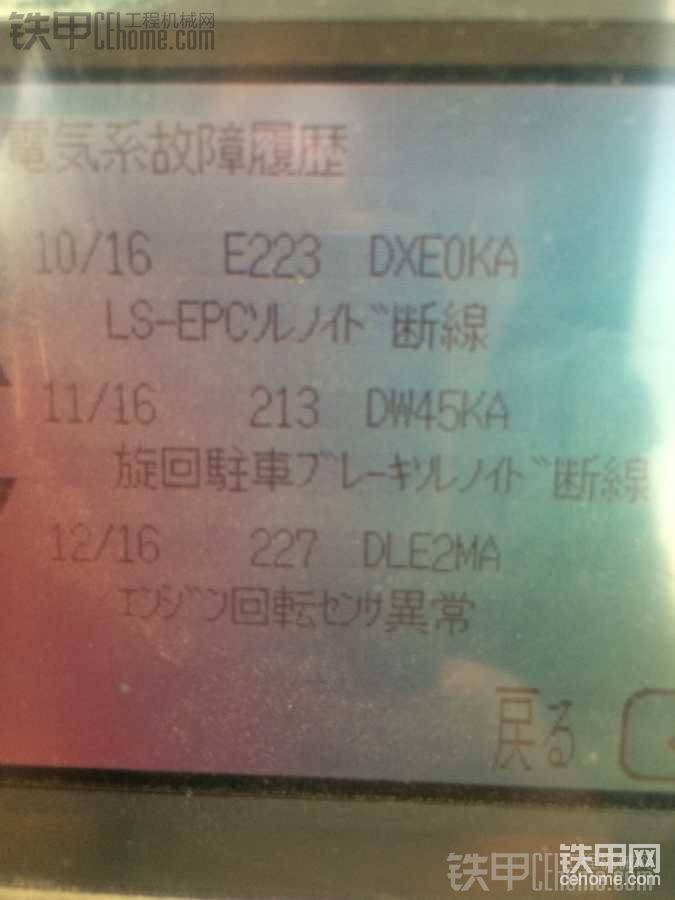 铁甲工程机械网
Cehome.com
電気系故障履歴
10/16 E223 DXE0KA
LS-EPCｿﾚﾉｲﾄﾞ断線
11/16 213 DW45KA
旋回駐車ﾌﾞﾚｰｷｿﾚﾉｲﾄﾞ断線
12/16 227 DLE2MA
ｴﾝｼﾞﾝ回転ｾﾝｻ異常
戻る
铁甲网
cehome.com